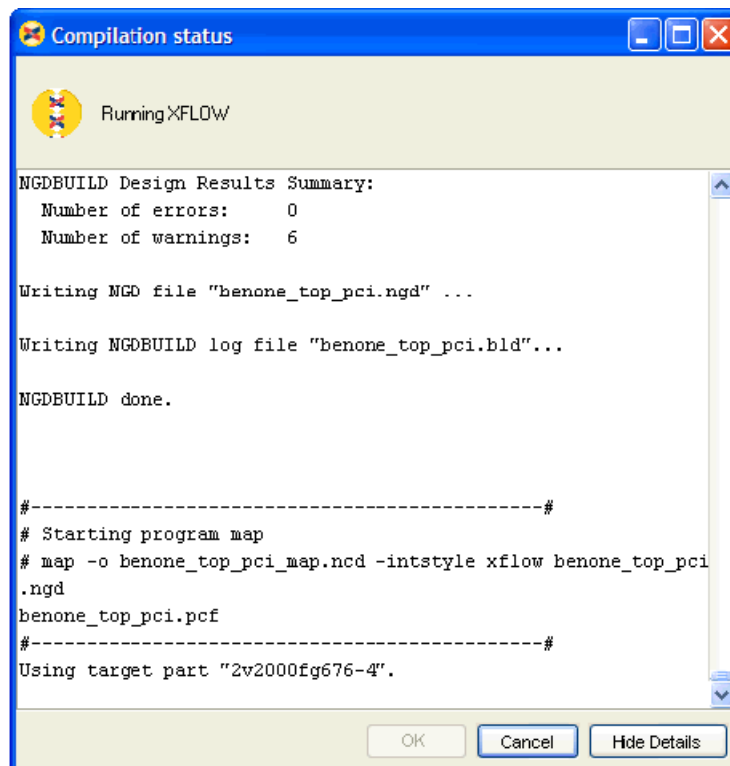 Compilation status
Running XFLOW
NGDBUILD Design Results Summary:
  Number of errors:     0
  Number of warnings:   6
Writing NGD file "benone_top_pci.ngd" ...
Writing NGDBUILD log file "benone_top_pci.bld"...
NGDBUILD done.
#----------------------------------------------#
# Starting program map
# map -o benone_top_pci_map.ncd -intstyle xflow benone_top_pci
.ngd
benone_top_pci.pcf
#----------------------------------------------#
Using target part "2v2000fg676-4".
OK Cancel Hide Details